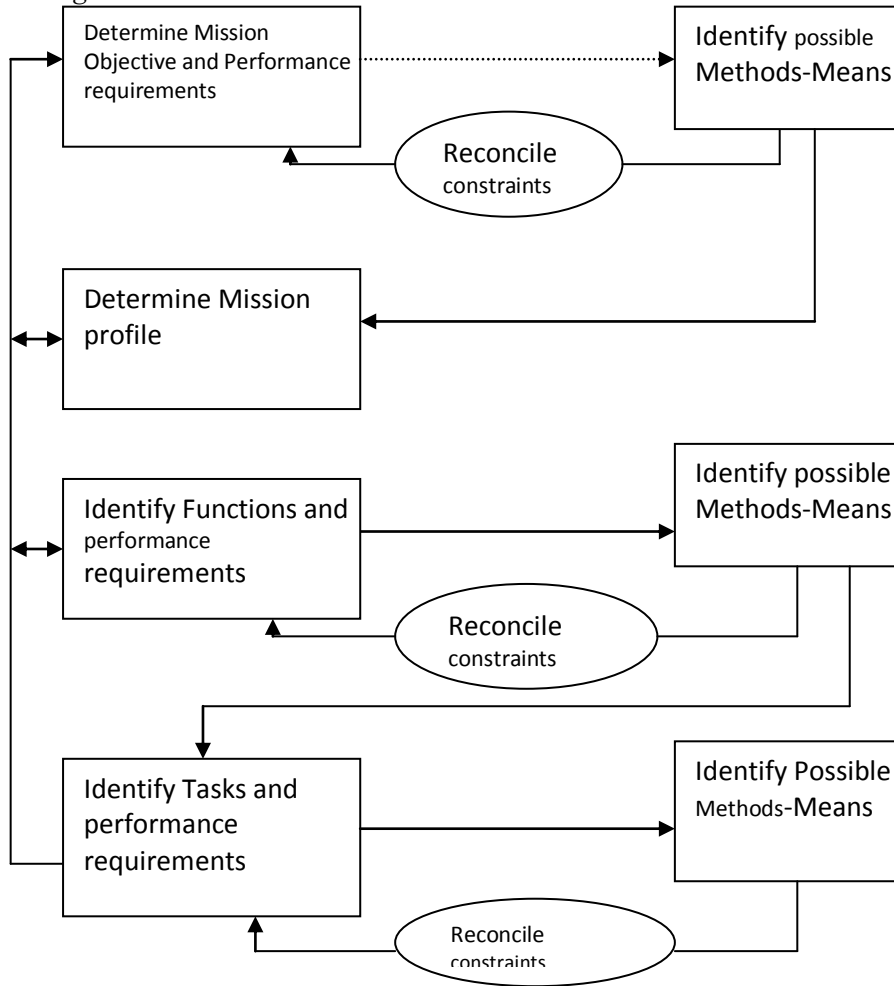 Determine Mission
Objective and Performance
requirements
Identify possible
Methods-Means
Reconcile
constraints
Determine Mission
profile
Identify Functions and
performance
requirements
Identify possible
Methods-Means
Reconcile
constraints
Identify Tasks and
performance
requirements
Identify Possible
Methods-Means
Reconcile
constraints